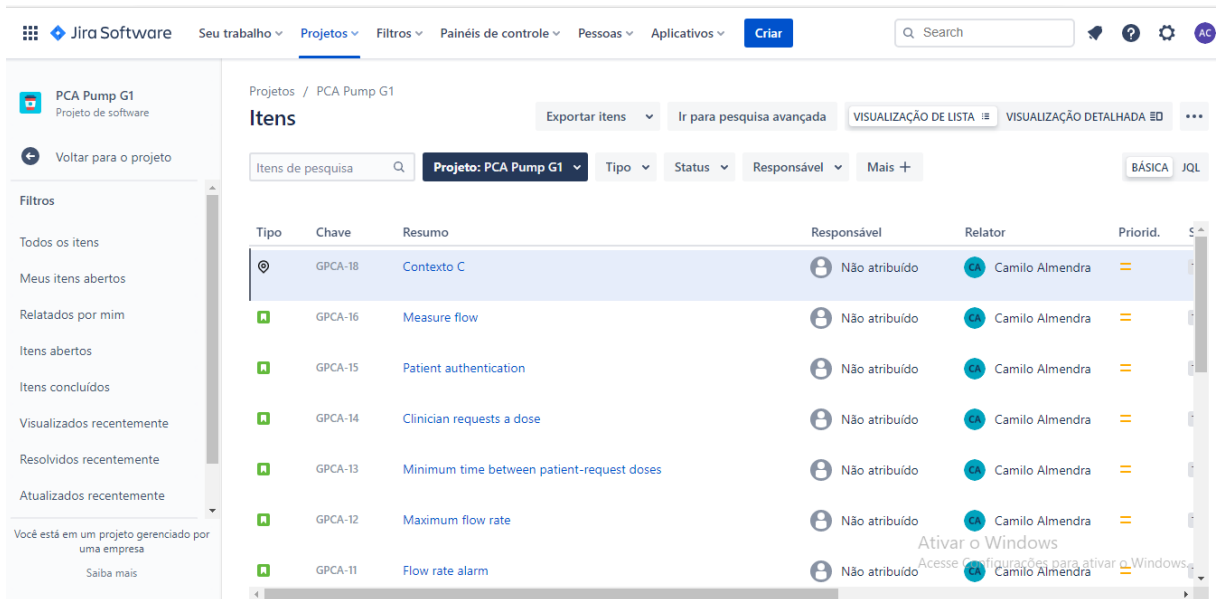 Jira Software Seu trabalho Projetos Filtros Painéis de controle Pessoas Aplicativos Criar Search AC
PCA Pump G1
Projeto de software
Voltar para o projeto
Filtros
Todos os itens
Meus itens abertos
Relatados por mim
Itens abertos
Itens concluídos
Visualizados recentemente
Resolvidos recentemente
Atualizados recentemente
Você está em um projeto gerenciado por
uma empresa
Saiba mais
Projetos / PCA Pump G1
Itens
Exportar itens Ir para pesquisa avançada VISUALIZAÇÃO DE LISTA VISUALIZAÇÃO DETALHADA
Itens de pesquisa Projeto: PCA Pump G1 Tipo Status Responsável Mais + BÁSICA JQL
Tipo Chave Resumo Responsável Relator Priorid.
GPCA-18 Contexto C Não atribuído CA Camilo Almendra
GPCA-16 Measure flow Não atribuído CA Camilo Almendra
GPCA-15 Patient authentication Não atribuído CA Camilo Almendra
GPCA-14 Clinician requests a dose Não atribuído CA Camilo Almendra
GPCA-13 Minimum time between patient-request doses Não atribuído CA Camilo Almendra
GPCA-12 Maximum flow rate Não atribuído CA Camilo Almendra
GPCA-11 Flow rate alarm Não atribuído CA Camilo Almendra
Ativar o Windows
Acesse Configurações para ativar o Windows.